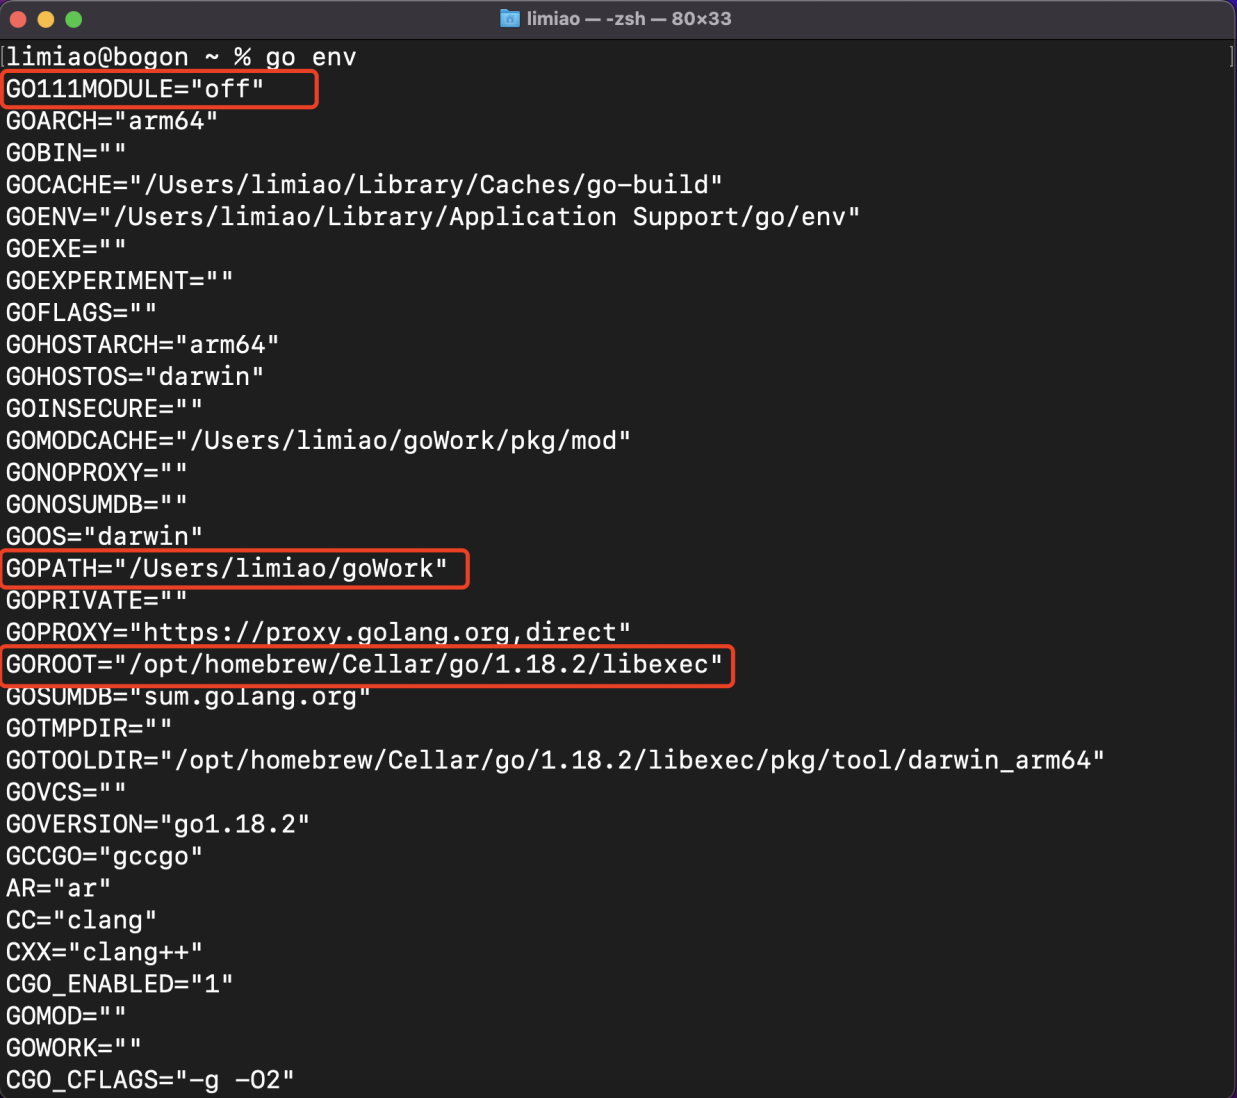 limiao — -zsh — 80×33
[limiao@bogon ~ % go env ]
GO111MODULE="off"
GOARCH="arm64"
GOBIN=""
GOCACHE="/Users/limiao/Library/Caches/go-build"
GOENV="/Users/limiao/Library/Application Support/go/env"
GOEXE=""
GOEXPERIMENT=""
GOFLAGS=""
GOHOSTARCH="arm64"
GOHOSTOS="darwin"
GOINSECURE=""
GOMODCACHE="/Users/limiao/goWork/pkg/mod"
GONOPROXY=""
GONOSUMDB=""
GOOS="darwin"
GOPATH="/Users/limiao/goWork"
GOPRIVATE=""
GOPROXY="https://proxy.golang.org,direct"
GOROOT="/opt/homebrew/Cellar/go/1.18.2/libexec"
GOSUMDB="sum.golang.org"
GOTMPDIR=""
GOTOOLDIR="/opt/homebrew/Cellar/go/1.18.2/libexec/pkg/tool/darwin_arm64"
GOVCS=""
GOVERSION="go1.18.2"
GCCGO="gccgo"
AR="ar"
CC="clang"
CXX="clang++"
CGO_ENABLED="1"
GOMOD=""
GOWORK=""
CGO_CFLAGS="-g -O2"